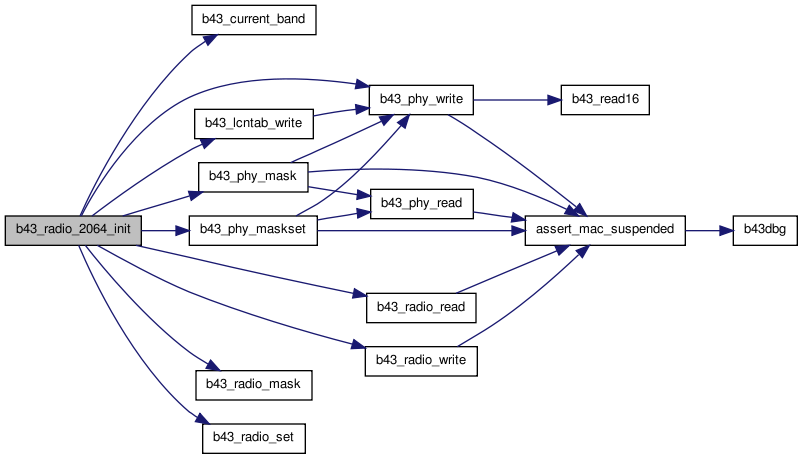 b43_current_band
b43_phy_write
b43_read16
b43_lcntab_write
b43_phy_mask
b43_phy_read
b43_radio_2064_init
b43_phy_maskset
assert_mac_suspended
b43dbg
b43_radio_read
b43_radio_write
b43_radio_mask
b43_radio_set